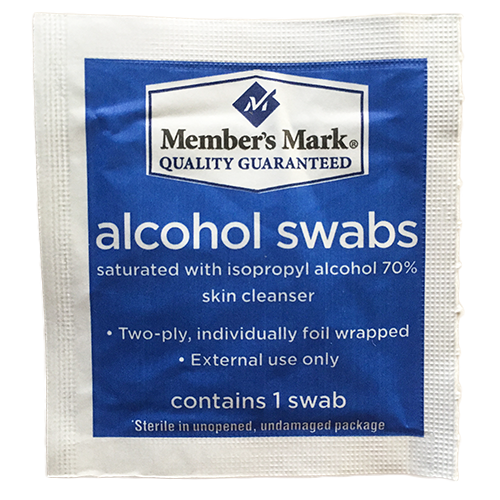 Member's Mark®
QUALITY GUARANTEED
alcohol swabs
saturated with isopropyl alcohol 70%
skin cleanser
• Two-ply, individually foil wrapped
• External use only
contains 1 swab
*Sterile in unopened, undamaged package